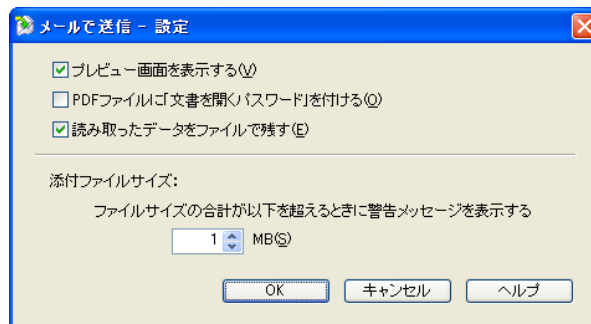 メールで送信 - 設定
プレビュー画面を表示する(V)
PDFファイルに「文書を開くパスワード」を付ける(O)
読み取ったデータをファイルで残す(E)
添付ファイルサイズ:
ファイルサイズの合計が以下を超えるときに警告メッセージを表示する
1 MB(S)
OK キャンセル ヘルプ